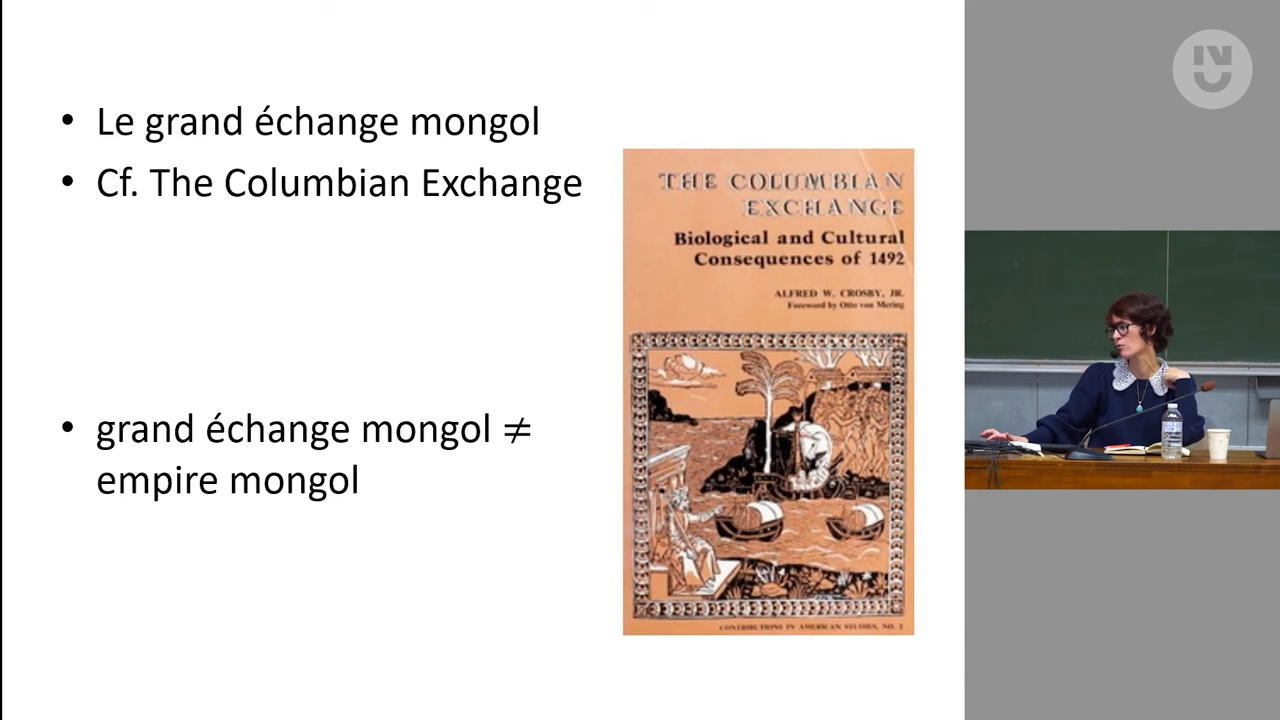 • Le grand échange mongol
• Cf. The Columbian Exchange
• grand échange mongol ≠
empire mongol
THE COLUMBIAN
EXCHANGE
Biological and Cultural
Consequences of 1492
ALFRED W. CROSBY, JR.
Foreword by Otto von Mering
CONTRIBUTIONS IN AMERICAN STUDIES, NO. 2